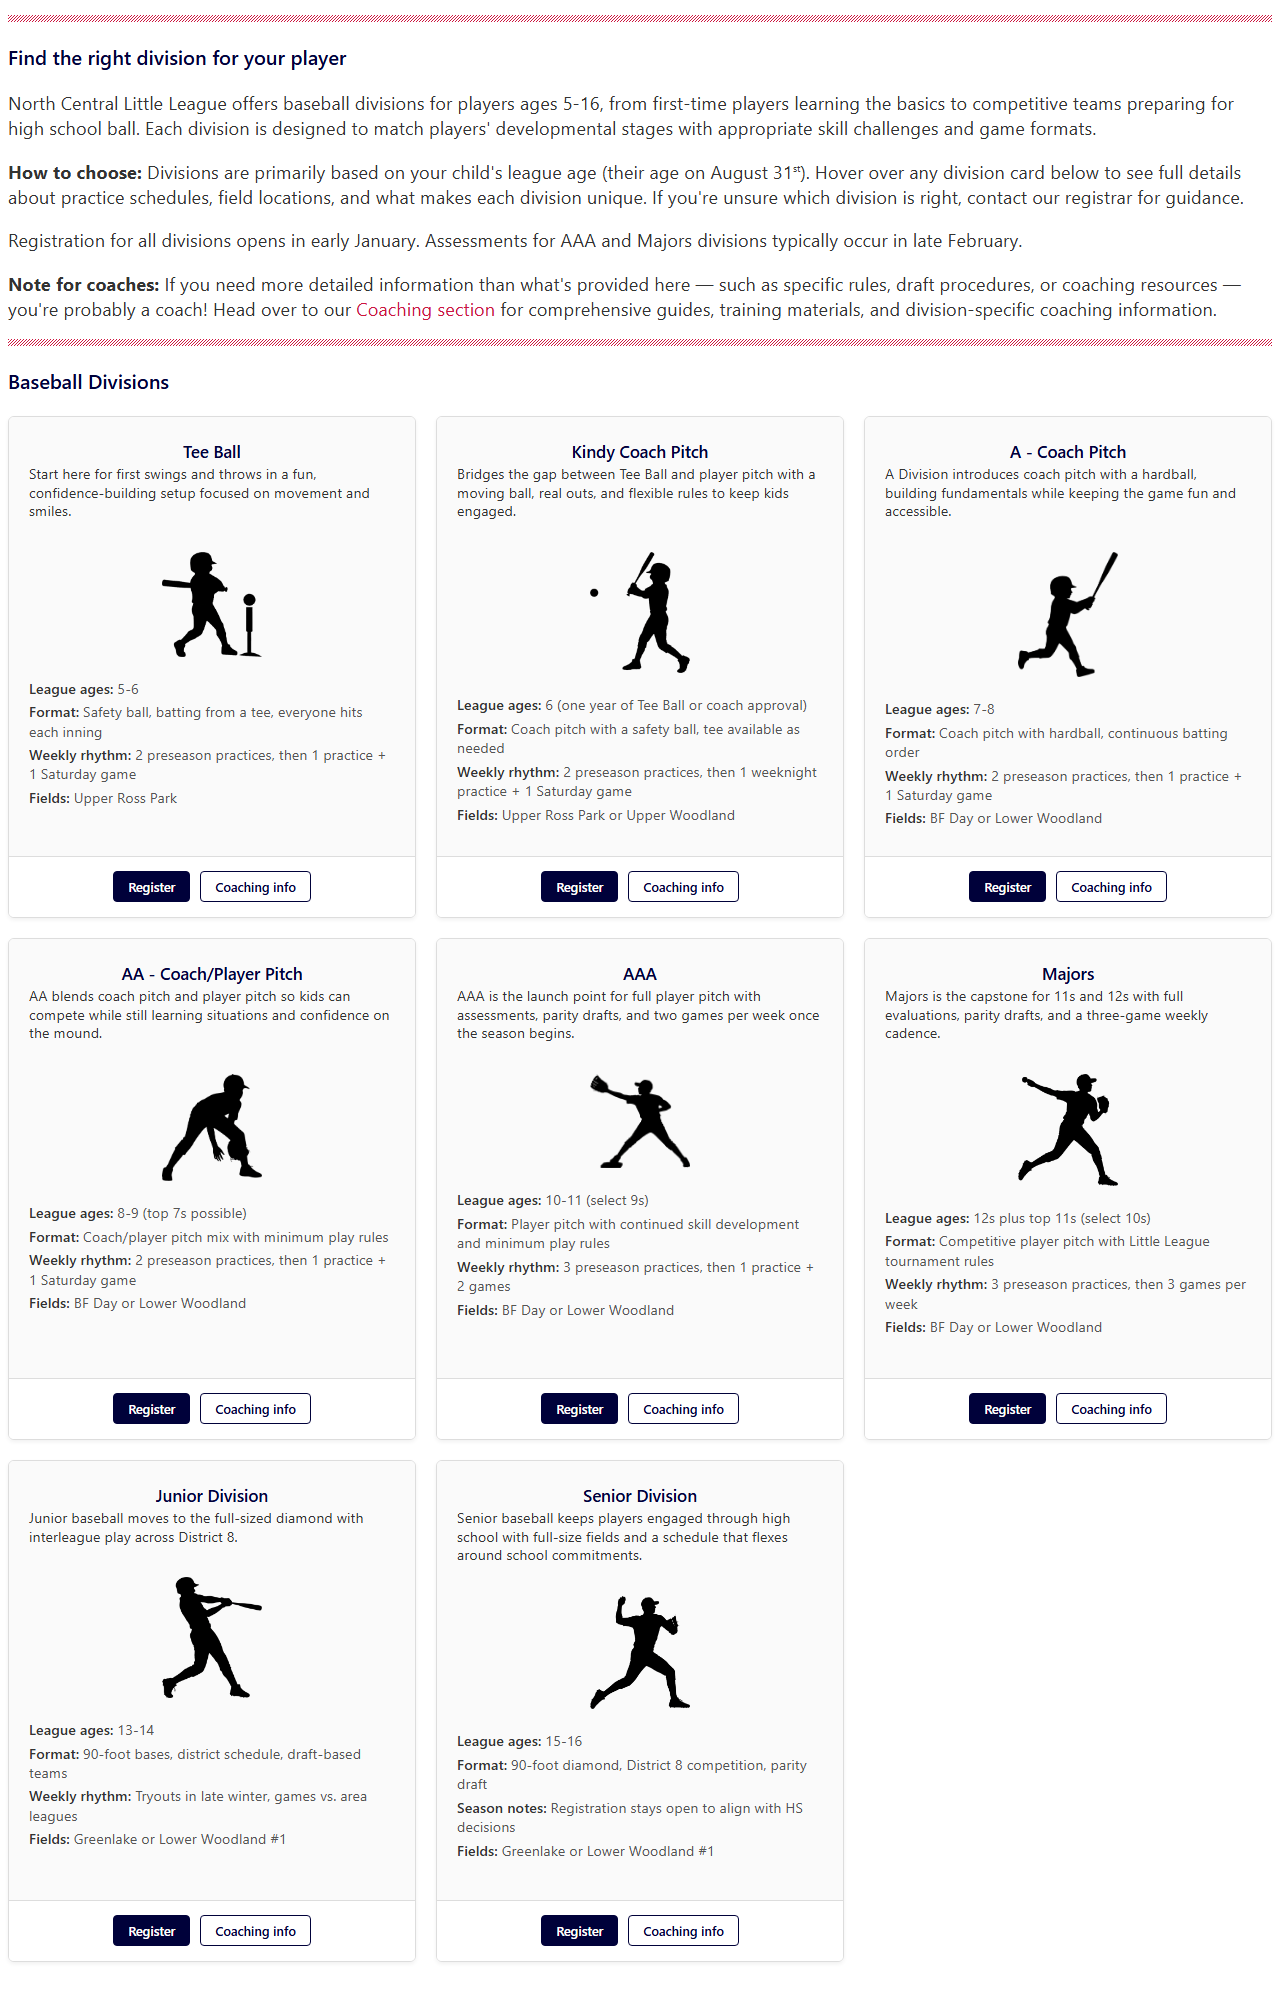 Find the right division for your player
North Central Little League offers baseball divisions for players ages 5-16, from first-time players learning the basics to competitive teams preparing for
high school ball. Each division is designed to match players' developmental stages with appropriate skill challenges and game formats.
How to choose: Divisions are primarily based on your child's league age (their age on August 31st). Hover over any division card below to see full details
about practice schedules, field locations, and what makes each division unique. If you're unsure which division is right, contact our registrar for guidance.
Registration for all divisions opens in early January. Assessments for AAA and Majors divisions typically occur in late February.
Note for coaches: If you need more detailed information than what's provided here — such as specific rules, draft procedures, or coaching resources —
you're probably a coach! Head over to our Coaching section for comprehensive guides, training materials, and division-specific coaching information.
Baseball Divisions
Tee Ball
Start here for first swings and throws in a fun,
confidence-building setup focused on movement and
smiles.
League ages: 5-6
Format: Safety ball, batting from a tee, everyone hits
each inning
Weekly rhythm: 2 preseason practices, then 1 practice +
1 Saturday game
Fields: Upper Ross Park
Register
Coaching info
Kindy Coach Pitch
Bridges the gap between Tee Ball and player pitch with a
moving ball, real outs, and flexible rules to keep kids
engaged.
League ages: 6 (one year of Tee Ball or coach approval)
Format: Coach pitch with a safety ball, tee available as
needed
Weekly rhythm: 2 preseason practices, then 1 weeknight
practice + 1 Saturday game
Fields: Upper Ross Park or Upper Woodland
Register
Coaching info
A - Coach Pitch
A Division introduces coach pitch with a hardball,
building fundamentals while keeping the game fun and
accessible.
League ages: 7-8
Format: Coach pitch with hardball, continuous batting
order
Weekly rhythm: 2 preseason practices, then 1 practice +
1 Saturday game
Fields: BF Day or Lower Woodland
Register
Coaching info
AA - Coach/Player Pitch
AA blends coach pitch and player pitch so kids can
compete while still learning situations and confidence on
the mound.
League ages: 8-9 (top 7s possible)
Format: Coach/player pitch mix with minimum play rules
Weekly rhythm: 2 preseason practices, then 1 practice +
1 Saturday game
Fields: BF Day or Lower Woodland
Register
Coaching info
AAA
AAA is the launch point for full player pitch with
assessments, parity drafts, and two games per week once
the season begins.
League ages: 10-11 (select 9s)
Format: Player pitch with continued skill development
and minimum play rules
Weekly rhythm: 3 preseason practices, then 1 practice +
2 games
Fields: BF Day or Lower Woodland
Register
Coaching info
Majors
Majors is the capstone for 11s and 12s with full
evaluations, parity drafts, and a three-game weekly
cadence.
League ages: 12s plus top 11s (select 10s)
Format: Competitive player pitch with Little League
tournament rules
Weekly rhythm: 3 preseason practices, then 3 games per
week
Fields: BF Day or Lower Woodland
Register
Coaching info
Junior Division
Junior baseball moves to the full-sized diamond with
interleague play across District 8.
League ages: 13-14
Format: 90-foot bases, district schedule, draft-based
teams
Weekly rhythm: Tryouts in late winter, games vs. area
leagues
Fields: Greenlake or Lower Woodland #1
Register
Coaching info
Senior Division
Senior baseball keeps players engaged through high
school with full-size fields and a schedule that flexes
around school commitments.
League ages: 15-16
Format: 90-foot diamond, District 8 competition, parity
draft
Season notes: Registration stays open to align with HS
decisions
Fields: Greenlake or Lower Woodland #1
Register
Coaching info